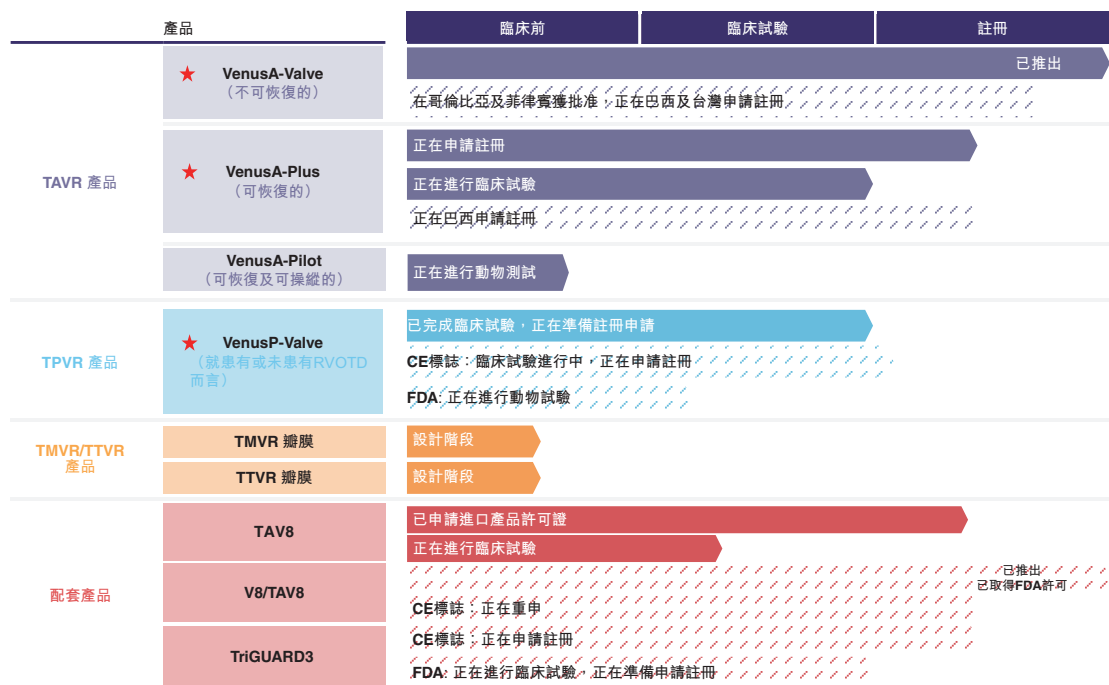 產品
臨床前
臨床試驗
註冊
TAVR 產品
VenusA-Valve
（不可恢復的）
已推出
在哥倫比亞及菲律賓獲批准，正在巴西及台灣申請註冊
VenusA-Plus
（可恢復的）
正在申請註冊
正在進行臨床試驗
正在巴西申請註冊
VenusA-Pilot
（可恢復及可操縱的）
正在進行動物測試
TPVR 產品
VenusP-Valve
（就患有或未患有RVOTD
而言）
已完成臨床試驗，正在準備註冊申請
CE標誌：臨床試驗進行中，正在申請註冊
FDA: 正在進行動物試驗
TMVR/TTVR
產品
TMVR 瓣膜
設計階段
TTVR 瓣膜
設計階段
配套產品
TAV8
已申請進口產品許可證
正在進行臨床試驗
V8/TAV8
已推出
已取得FDA許可
CE標誌：正在重申
TriGUARD3
CE標誌：正在申請註冊
FDA: 正在進行臨床試驗，正在準備申請註冊